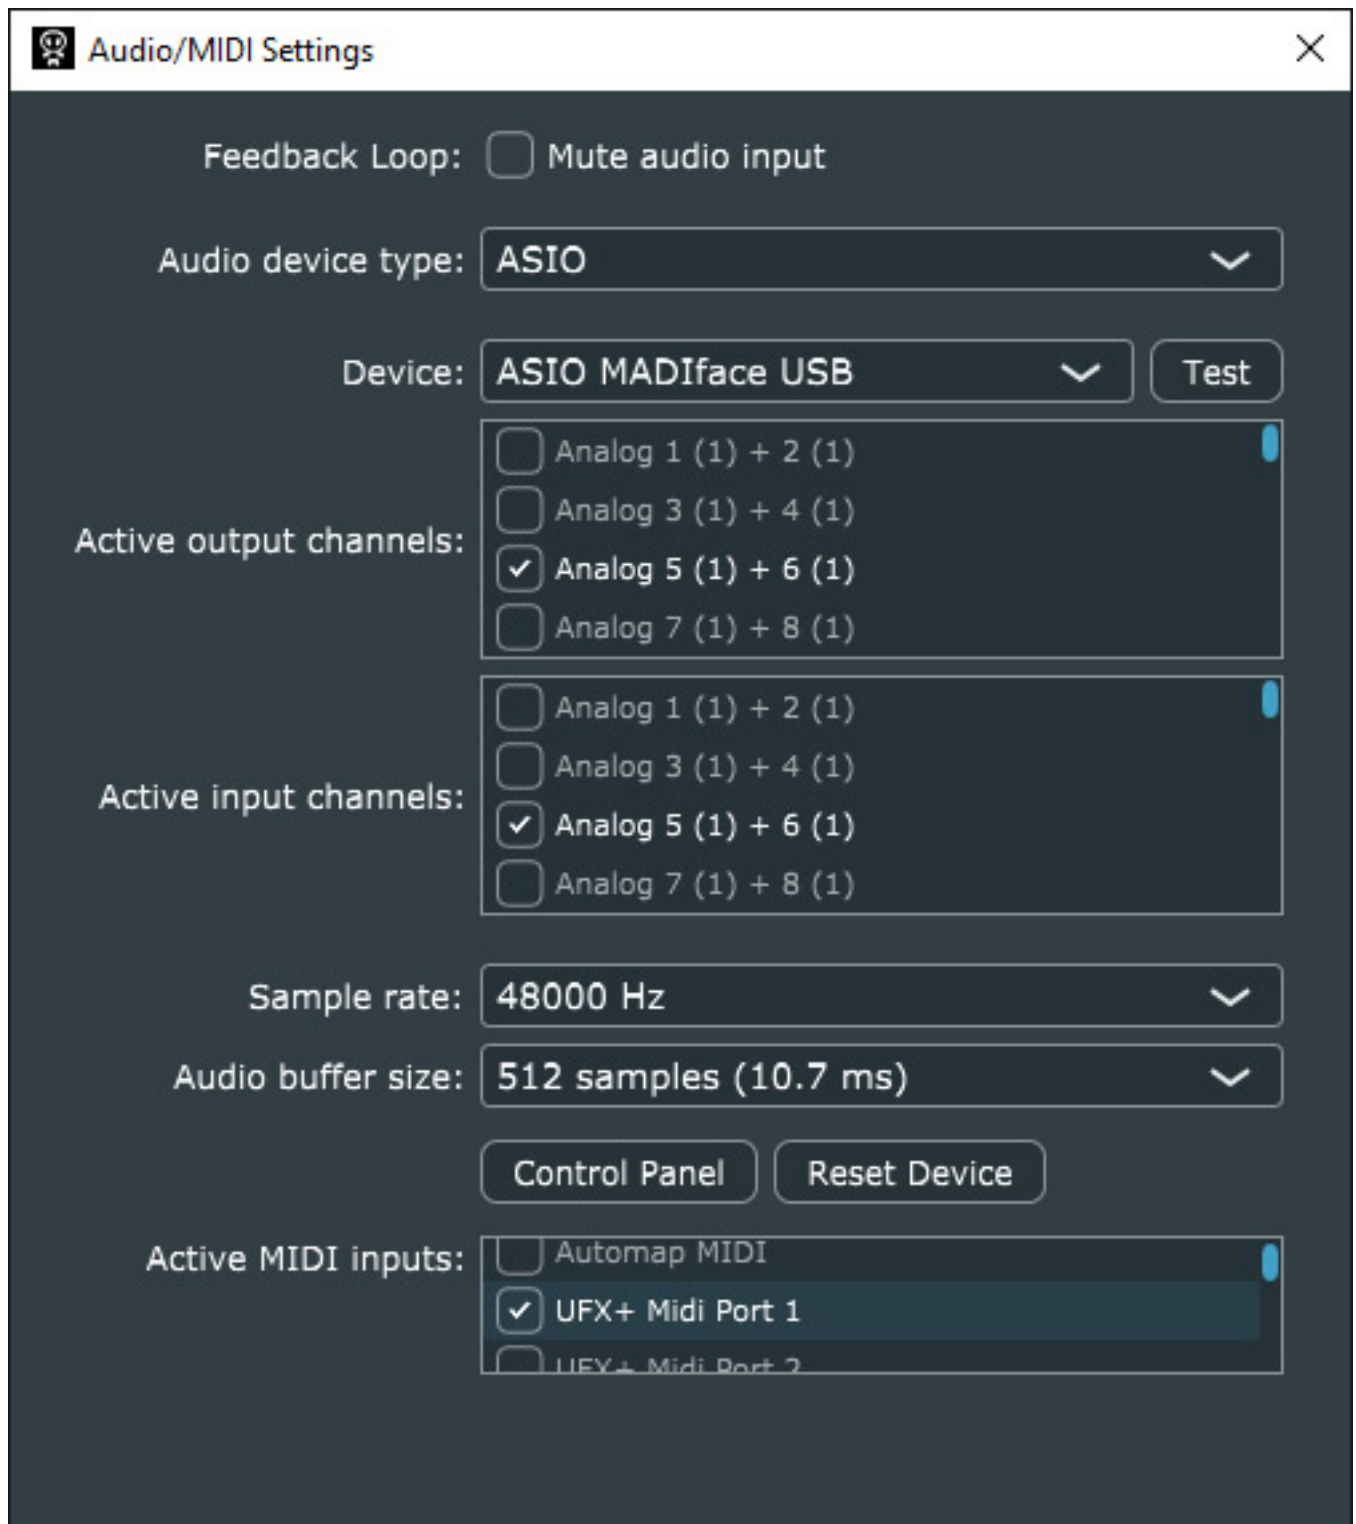 Audio/MIDI Settings
Feedback Loop: Mute audio input
Audio device type: ASIO
Device: ASIO MADIface USB Test
Active output channels:
Analog 1 (1) + 2 (1)
Analog 3 (1) + 4 (1)
Analog 5 (1) + 6 (1)
Analog 7 (1) + 8 (1)
Active input channels:
Analog 1 (1) + 2 (1)
Analog 3 (1) + 4 (1)
Analog 5 (1) + 6 (1)
Analog 7 (1) + 8 (1)
Sample rate: 48000 Hz
Audio buffer size: 512 samples (10.7 ms)
Control Panel Reset Device
Active MIDI inputs: Automap MIDI
UFX+ Midi Port 1
UFX+ Midi Port 2